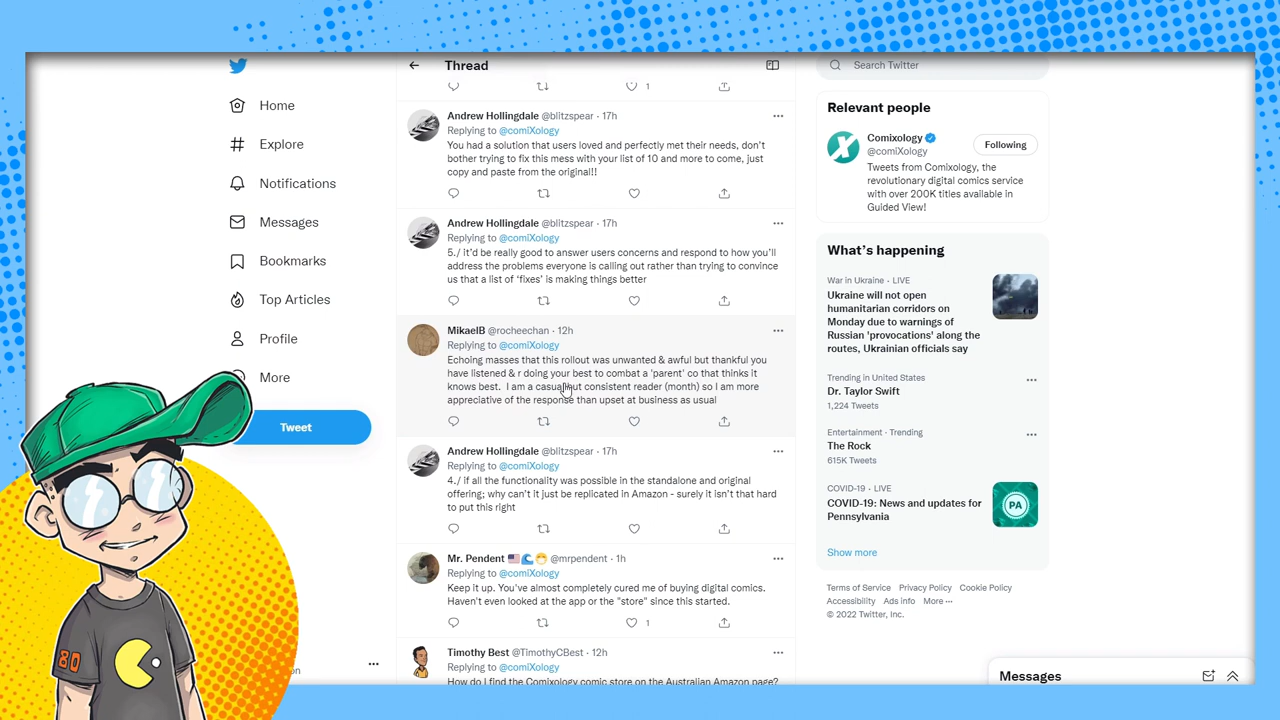 Home
Explore
Notifications
Messages
Bookmarks
Top Articles
Profile
More
Tweet
on
80
Thread
1
Andrew Hollingdale @blitzspear · 17h
Replying to @comiXology
You had a solution that users loved and perfectly met their needs, don't
bother trying to fix this mess with your list of 10 and more to come, just
copy and paste from the original!!
Andrew Hollingdale @blitzspear · 17h
Replying to @comiXology
5./ it'd be really good to answer users concerns and respond to how you'll
address the problems everyone is calling out rather than trying to convince
us that a list of 'fixes' is making things better
MikaelB @rocheechan · 12h
Replying to @comiXology
Echoing masses that this rollout was unwanted & awful but thankful you
have listened & r doing your best to combat a 'parent' co that thinks it
knows best. I am a casual but consistent reader (month) so I am more
appreciative of the response than upset at business as usual
Andrew Hollingdale @blitzspear · 17h
Replying to @comiXology
4./ if all the functionality was possible in the standalone and original
offering; why can't it just be replicated in Amazon - surely it isn't that hard
to put this right
Mr. Pendent 🇺🇸🌊😷 @mrpendent · 1h
Replying to @comiXology
Keep it up. You've almost completely cured me of buying digital comics.
Haven't even looked at the app or the "store" since this started.
1
Timothy Best @TimothyCBest · 12h
Replying to @comiXology
How do I find the Comixology comic store on the Australian Amazon page?
Search Twitter
Relevant people
Comixology
@comiXology
Following
Tweets from Comixology, the
revolutionary digital comics service
with over 200K titles available in
Guided View!
What's happening
War in Ukraine · LIVE
Ukraine will not open
humanitarian corridors on
Monday due to warnings of
Russian 'provocations' along the
routes, Ukrainian officials say
Trending in United States
Dr. Taylor Swift
1,224 Tweets
Entertainment · Trending
The Rock
615K Tweets
COVID-19 · LIVE
COVID-19: News and updates for
Pennsylvania
PA
Show more
Terms of Service Privacy Policy Cookie Policy
Accessibility Ads info More ···
© 2022 Twitter, Inc.
Messages